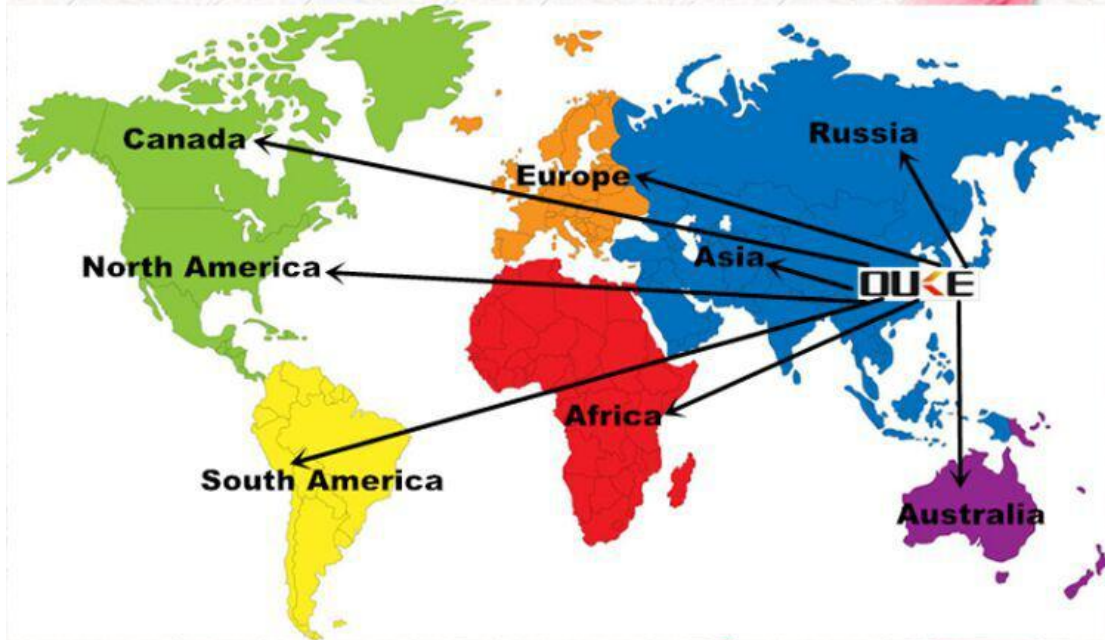 Canada
Russia
Europe
Asia
North America
OUKE
Africa
South America
Australia